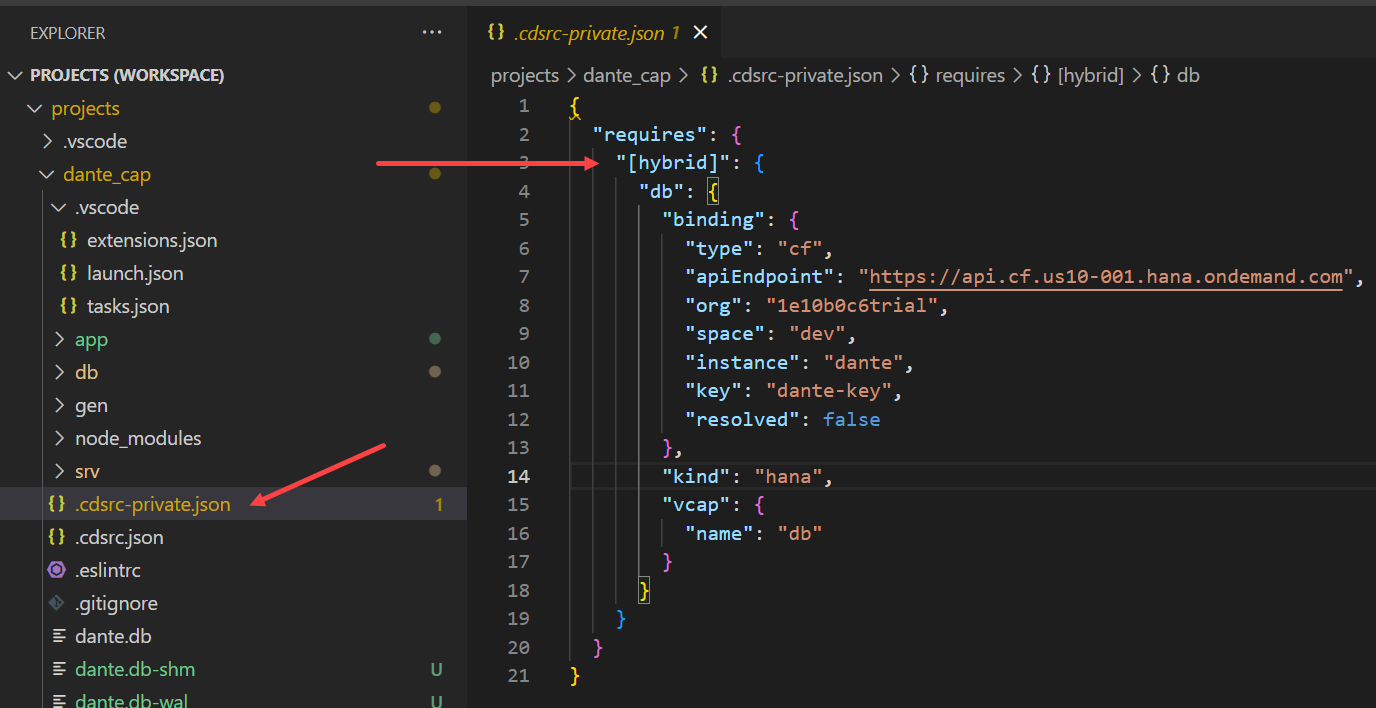 EXPLORER ...
PROJECTS (WORKSPACE)
projects
.vscode
dante_cap
.vscode
{} extensions.json
{} launch.json
{} tasks.json
app
db
gen
node_modules
srv
{} .cdsrc-private.json 1
{} .cdsrc.json
.eslintrc
.gitignore
dante.db
dante.db-shm U
dante.db-wal U
{} .cdsrc-private.json 1 ×
projects > dante_cap > {} .cdsrc-private.json > {} requires > {} [hybrid] > {} db
1 {
2 "requires": {
3 "[hybrid]": {
4 "db": {
5 "binding": {
6 "type": "cf",
7 "apiEndpoint": "https://api.cf.us10-001.hana.ondemand.com",
8 "org": "1e10b0c6trial",
9 "space": "dev",
10 "instance": "dante",
11 "key": "dante-key",
12 "resolved": false
13 },
14 "kind": "hana",
15 "vcap": {
16 "name": "db"
17 }
18 }
19 }
20 }
21 }